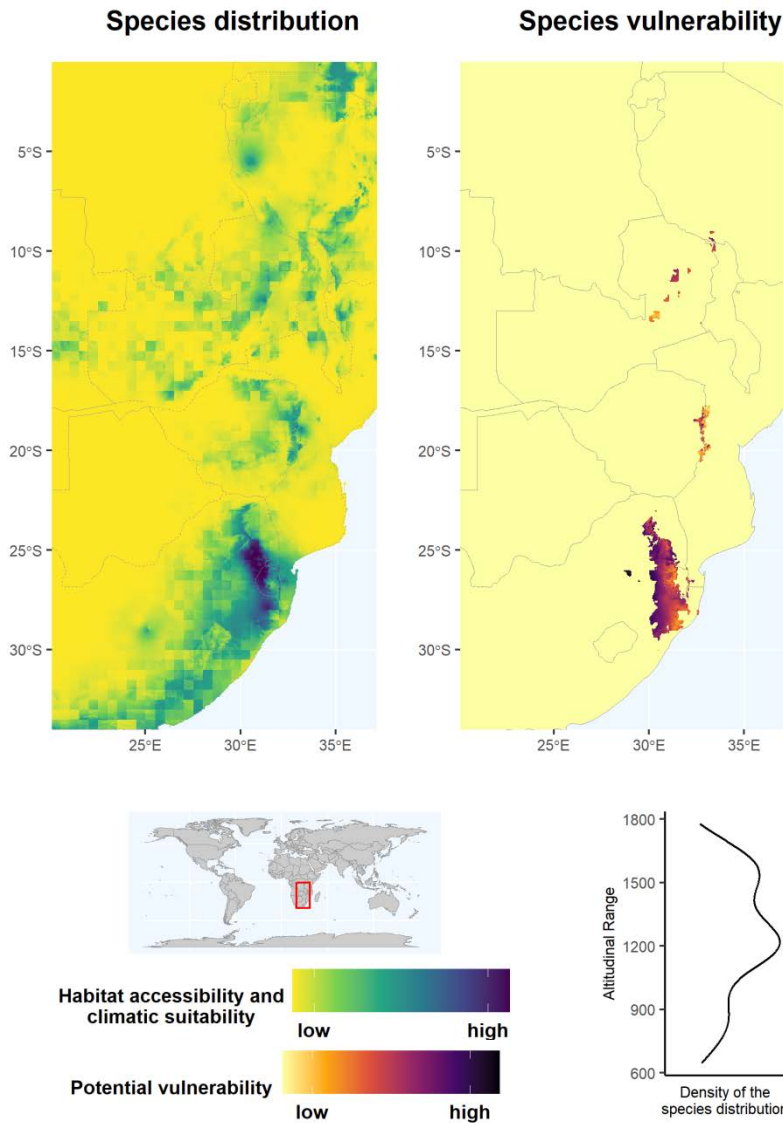 Species distribution
Species vulnerability
5°S
10°S
15°S
20°S
25°S
30°S
25°E
30°E
35°E
5°S
10°S
15°S
20°S
25°S
30°S
25°E
30°E
35°E
Habitat accessibility and
climatic suitability
low
high
Potential vulnerability
low
high
Altitudinal Range
1800
1500
1200
900
600
Density of the
species distribution